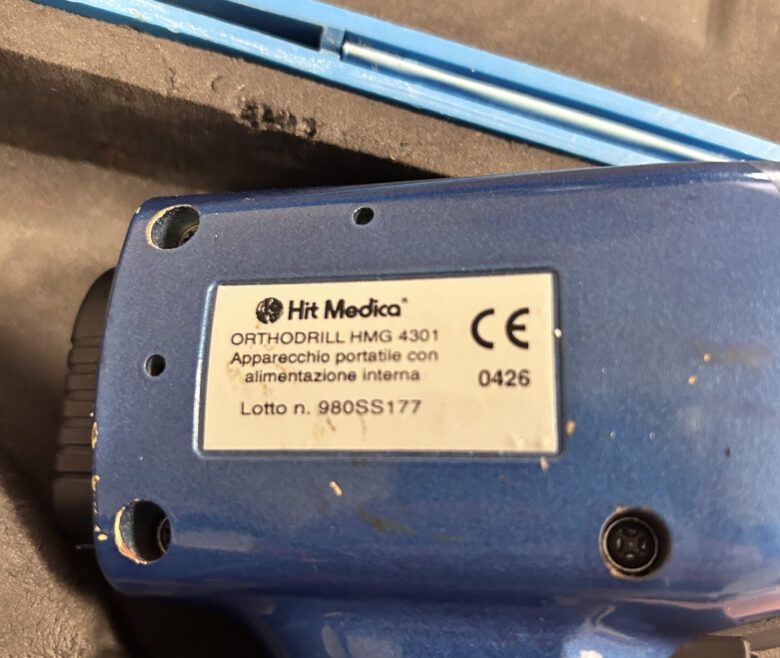 Hit Medica®
ORTHODRILL HMG 4301
Apparecchio portatile con
alimentazione interna
Lotto n. 980SS177
CE
0426